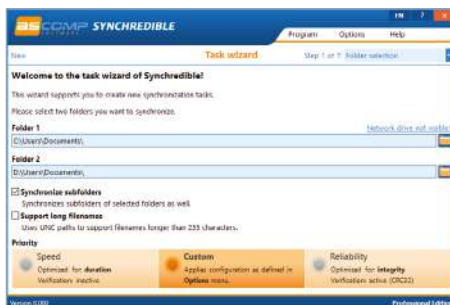 EN ? x
ascomp SOFTWARE SYNCHREDIBLE
Program Options Help
New Task wizard Step 1 of 7: Folder selection
Welcome to the task wizard of Synchredible!
This wizard supports you to create new synchronization tasks.
Please select two folders you want to synchronize.
Folder 1 Network drive not visible?
C:\Users\Documents\
Folder 2
C:\Users\Documents\
Synchronize subfolders
Synchronizes subfolders of selected folders as well.
Support long filenames
Uses UNC paths to support filenames longer than 255 characters.
Priority
Speed Custom Reliability
Optimized for duration Applies configuration as defined in Optimized for integrity
Verification inactive Options menu. Verification active (CRC32)
Professional Edition